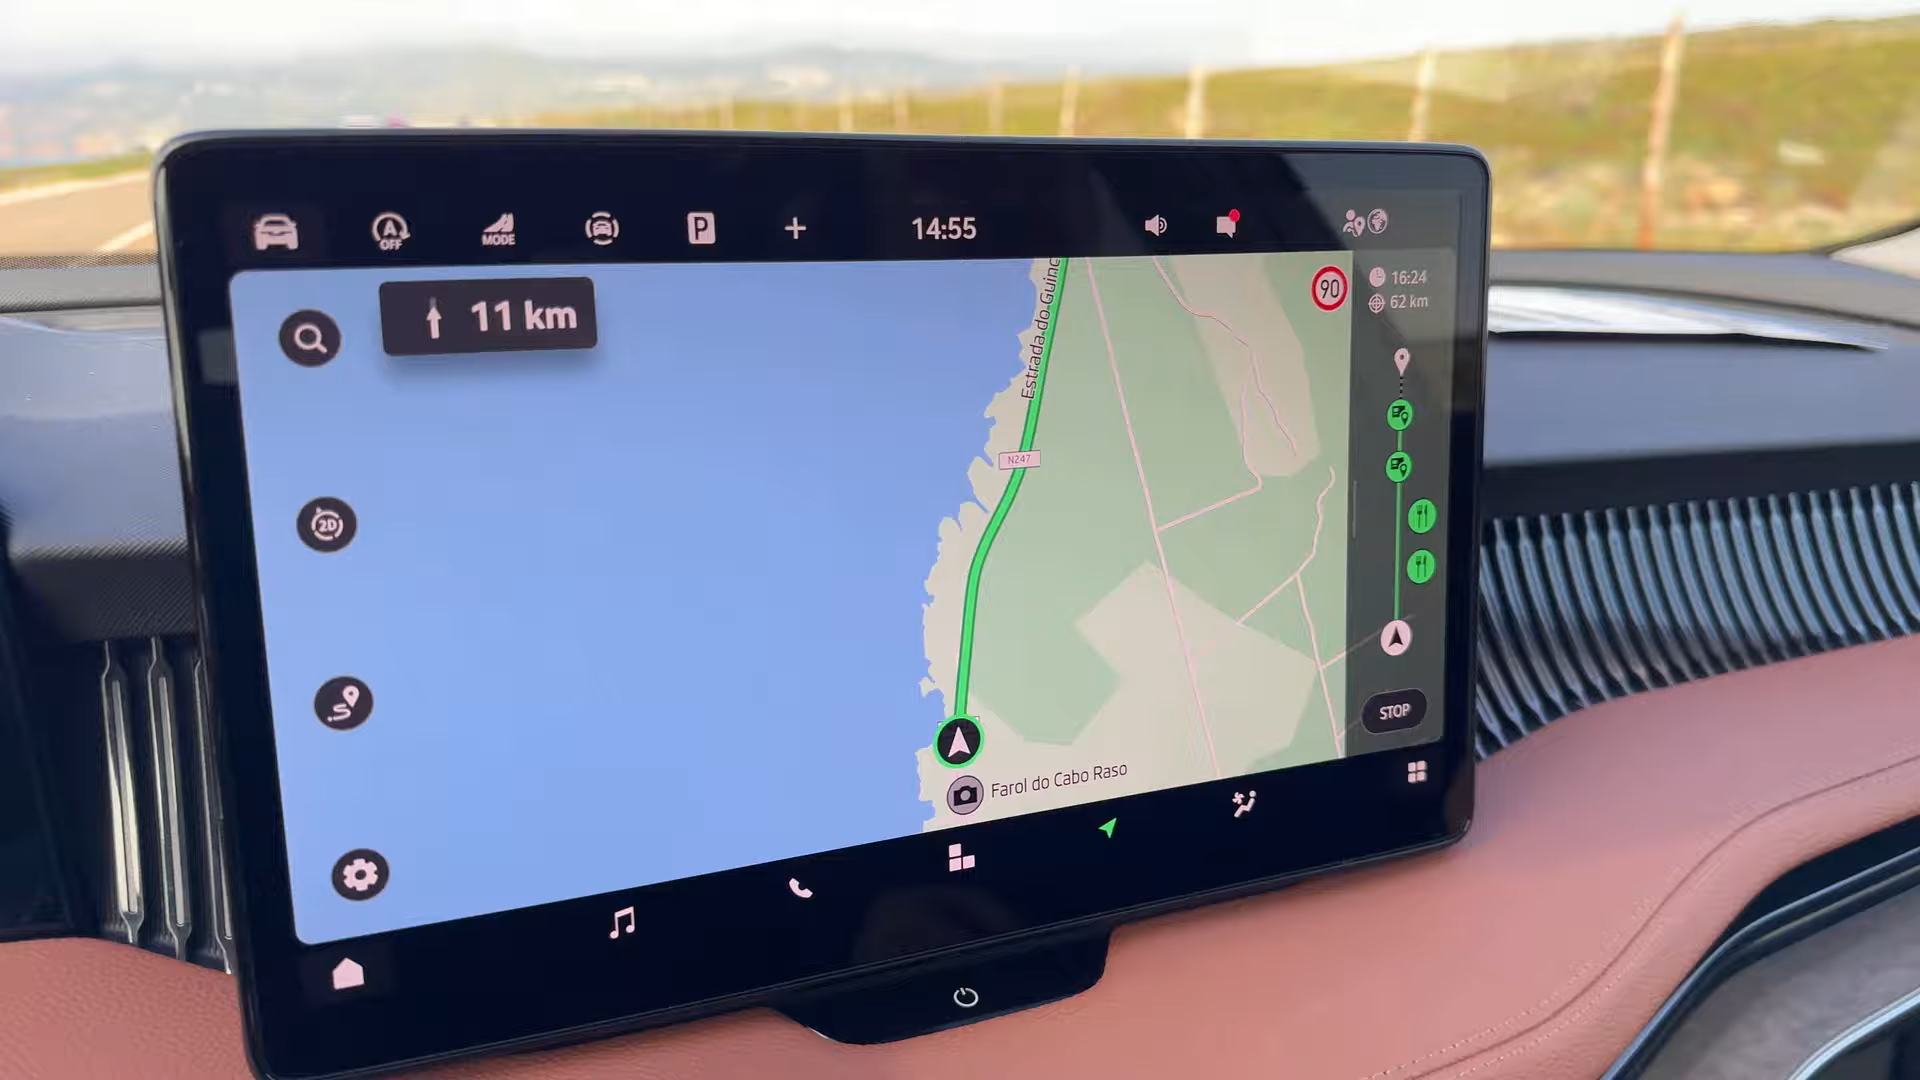 OFF
MODE
P
14:55
11 km
Estrada do Guinc
90
16:24
62 km
2D
N247
STOP
Farol do Cabo Raso